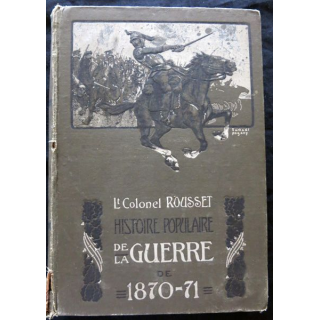 Lt Colonel ROUSSET
HISTOIRE POPULAIRE
DE LA GUERRE
DE
1870-71